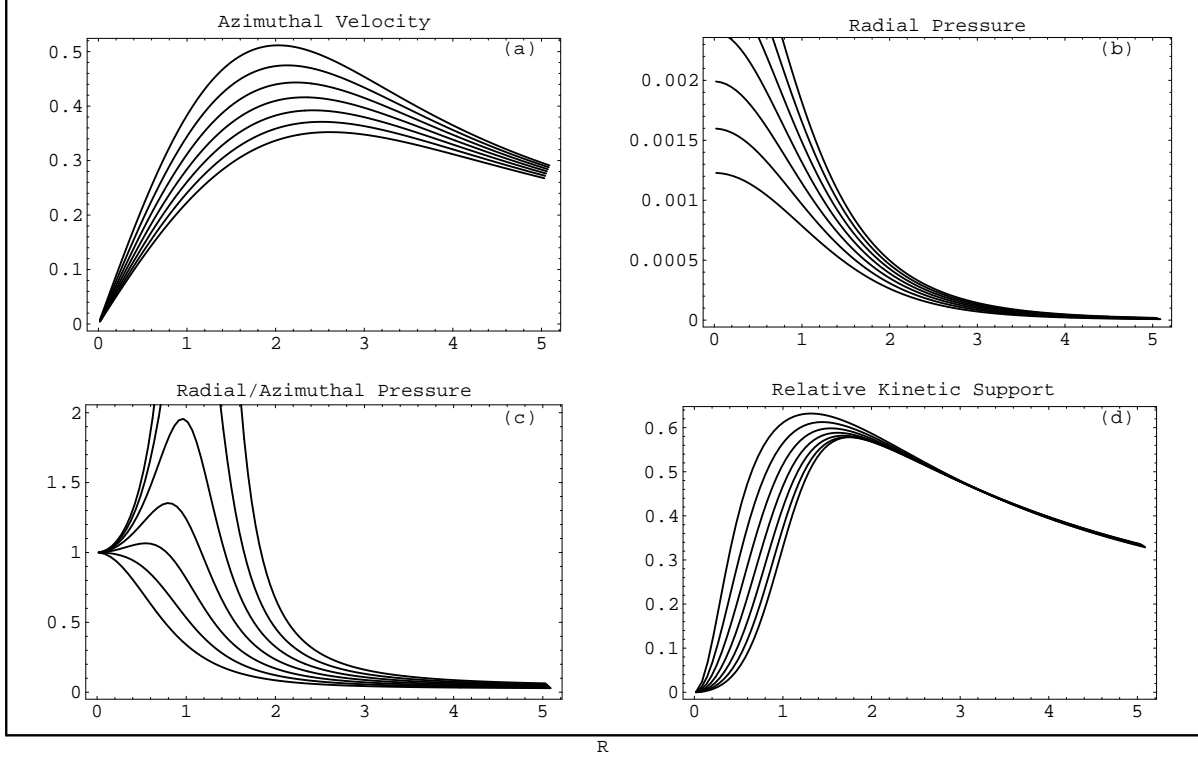 Azimuthal Velocity
(a)
0.5
0.4
0.3
0.2
0.1
0
0 1 2 3 4 5
Radial Pressure
(b)
0.002
0.0015
0.001
0.0005
0
0 1 2 3 4 5
Radial/Azimuthal Pressure
(c)
2
1.5
1
0.5
0
0 1 2 3 4 5
Relative Kinetic Support
(d)
0.6
0.5
0.4
0.3
0.2
0.1
0
0 1 2 3 4 5
R